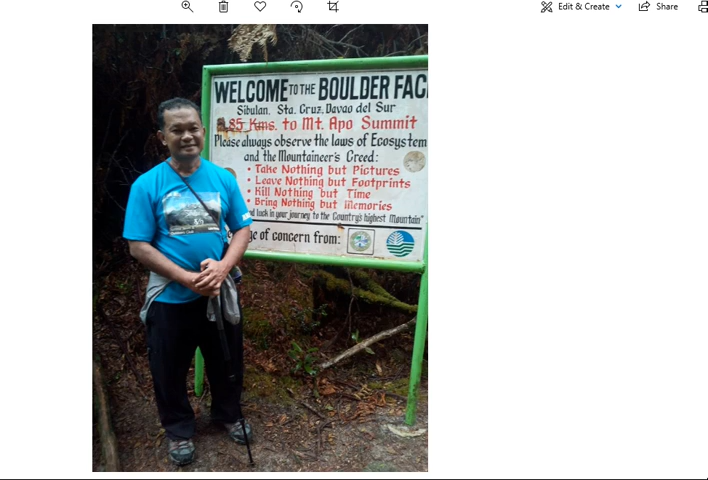 Edit & Create
Share
WELCOME TO THE BOULDER FAC
Sibulan, Sta. Cruz, Davao del Sur
.85 Kms. to Mt. Apo Summit
Please always observe the laws of Ecosystem
and the Mountaineer's Creed:
• Take Nothing but Pictures
• Leave Nothing but Footprints
• Kill Nothing but Time
• Bring Nothing but Memories
luck in your journey to the Country's highest Mountain"
of concern from: